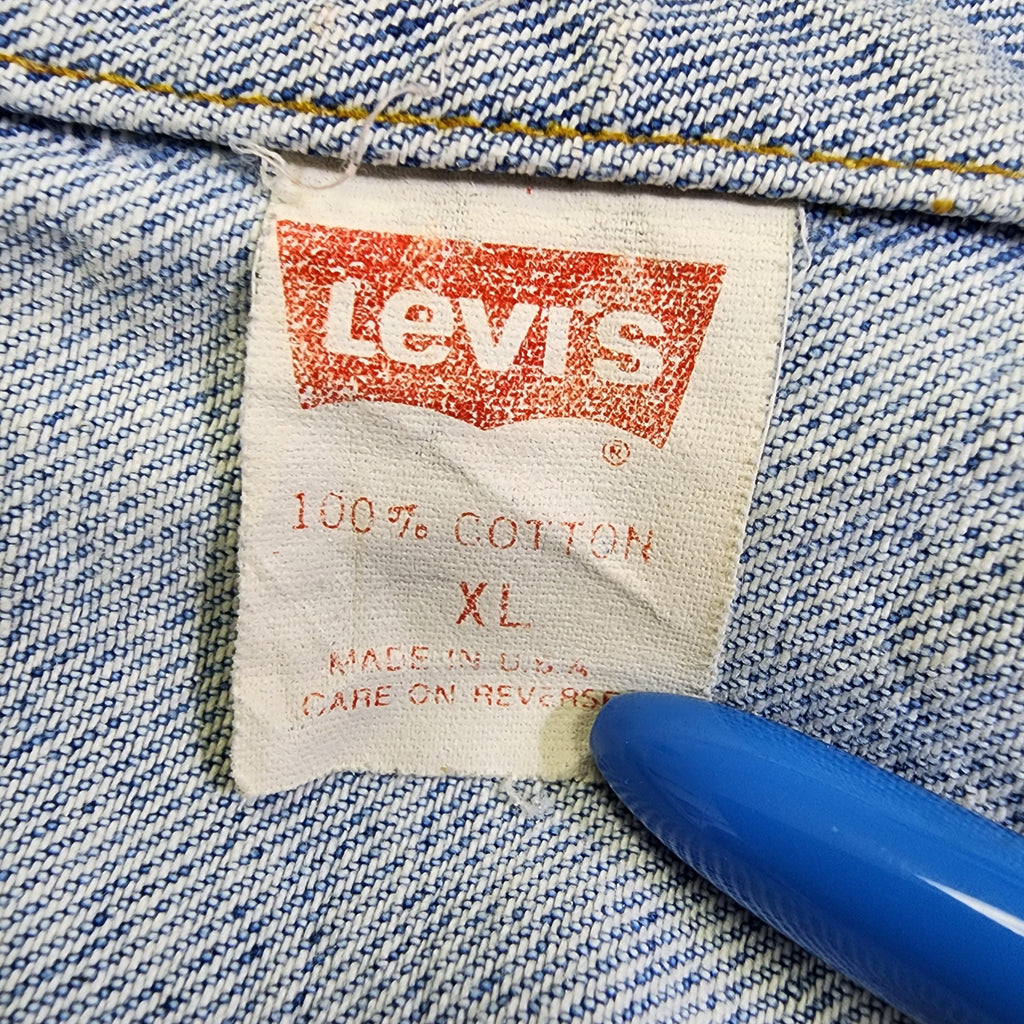 Levi's
®
100% COTTON
XL
MADE IN U.S.A.
CARE ON REVERSE